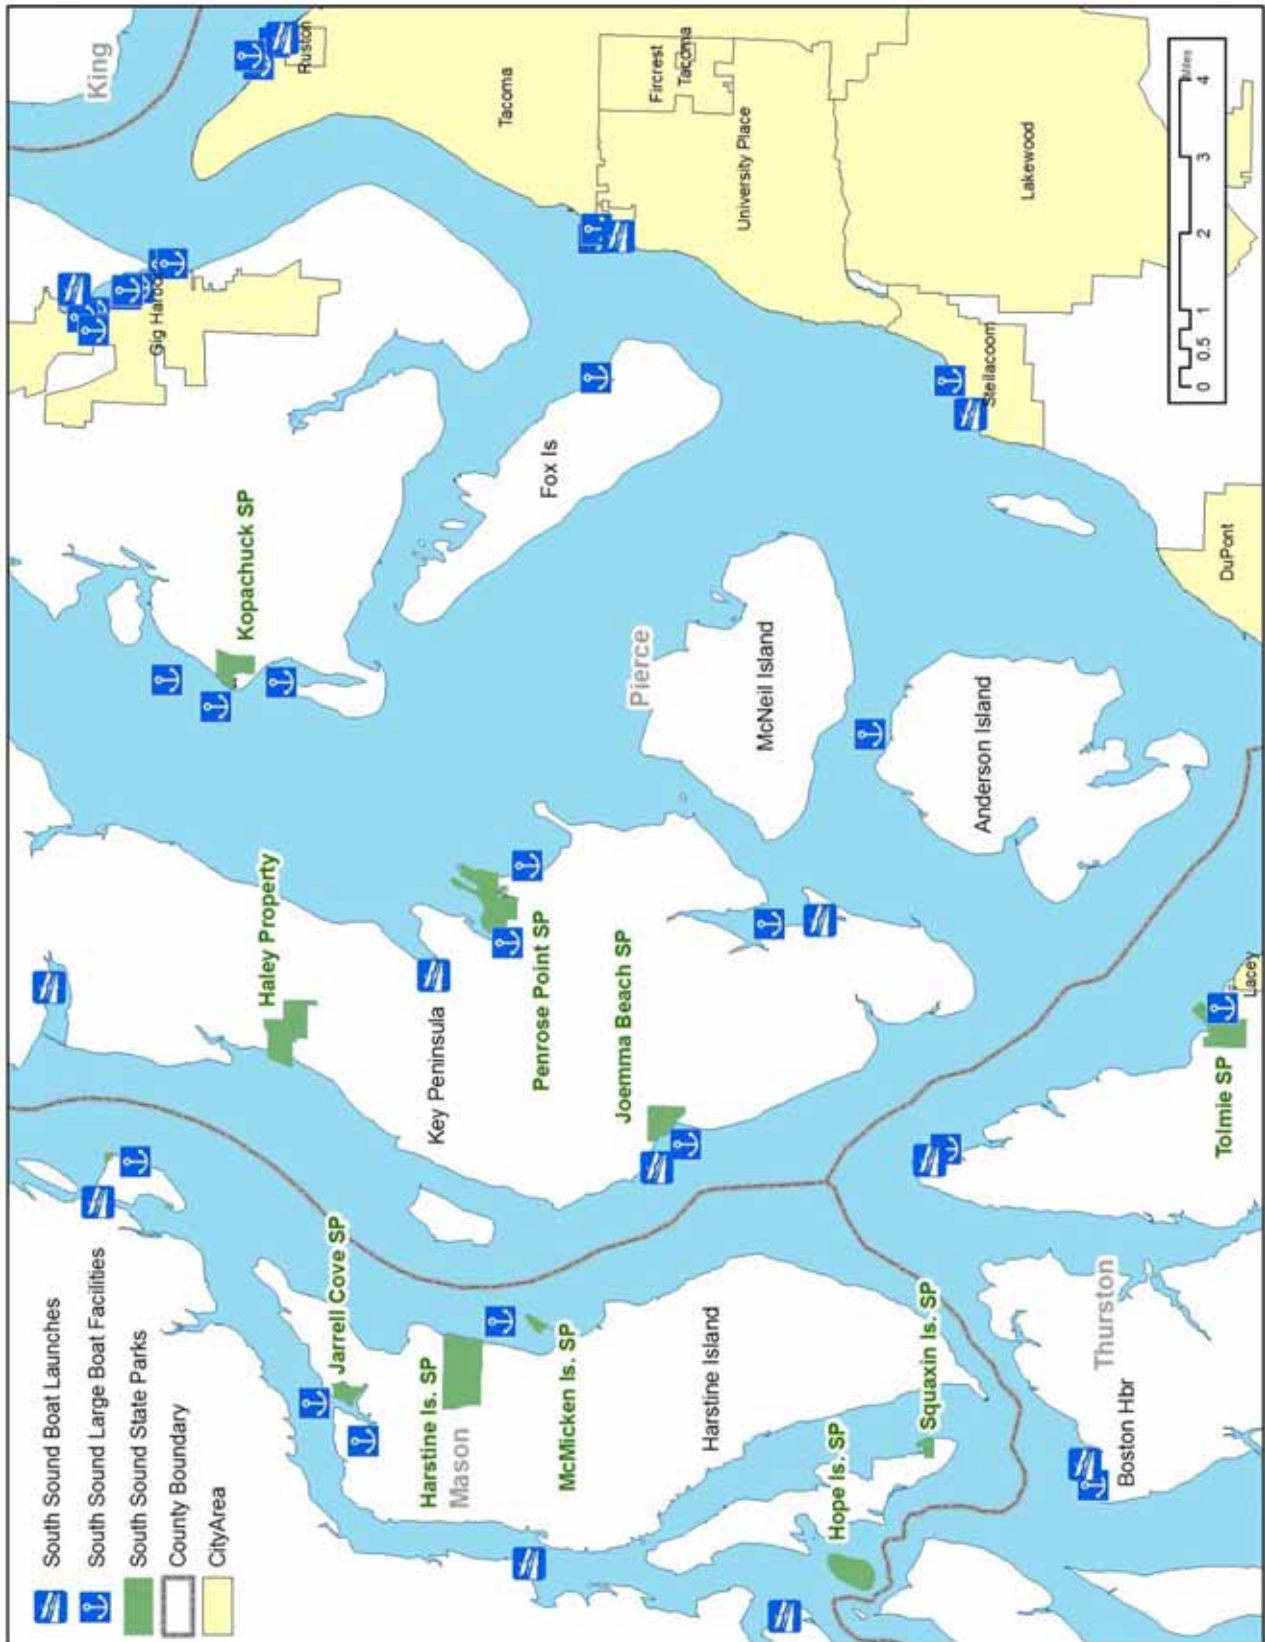 South Sound Boat Launches
South Sound Large Boat Facilities
South Sound State Parks
County Boundary
CityArea
King
Ruston
Gig Harbor
Kopachuck SP
Haley Property
Jarrell Cove SP
Harstine Is. SP
Mason
Key Peninsula
Tacoma
Penrose Point SP
Fox Is
McMicken Is. SP
Joemma Beach SP
Pierce
Fircrest
Tacoma
Harstine Island
McNeil Island
University Place
Hope Is. SP
Squaxin Is. SP
Anderson Island
Steilacoom
Lakewood
Thurston
Boston Hbr
Tolmie SP
DuPont
Lacey
Miles
0 0.5 1 2 3 4